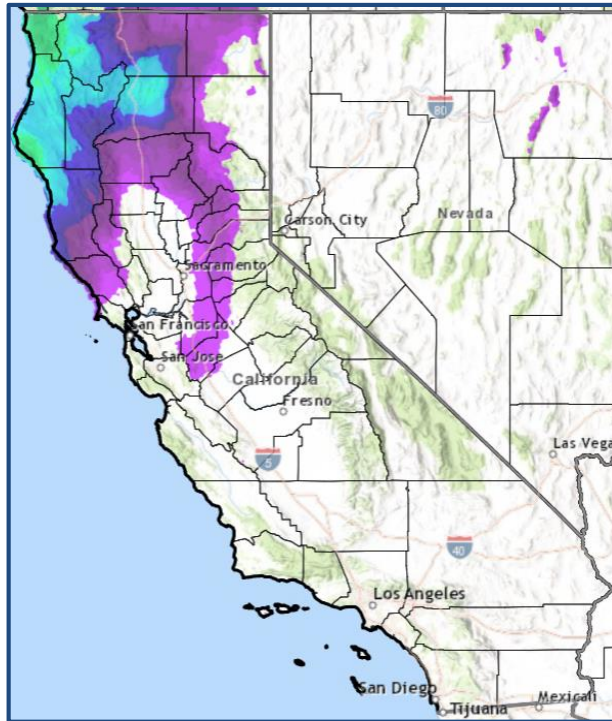 80
Carson City
Nevada
Sacramento
San Francisco
San Jose
California
Fresno
Las Vega
5
40
Los Angeles
San Diego
Tijuana
Mexicali